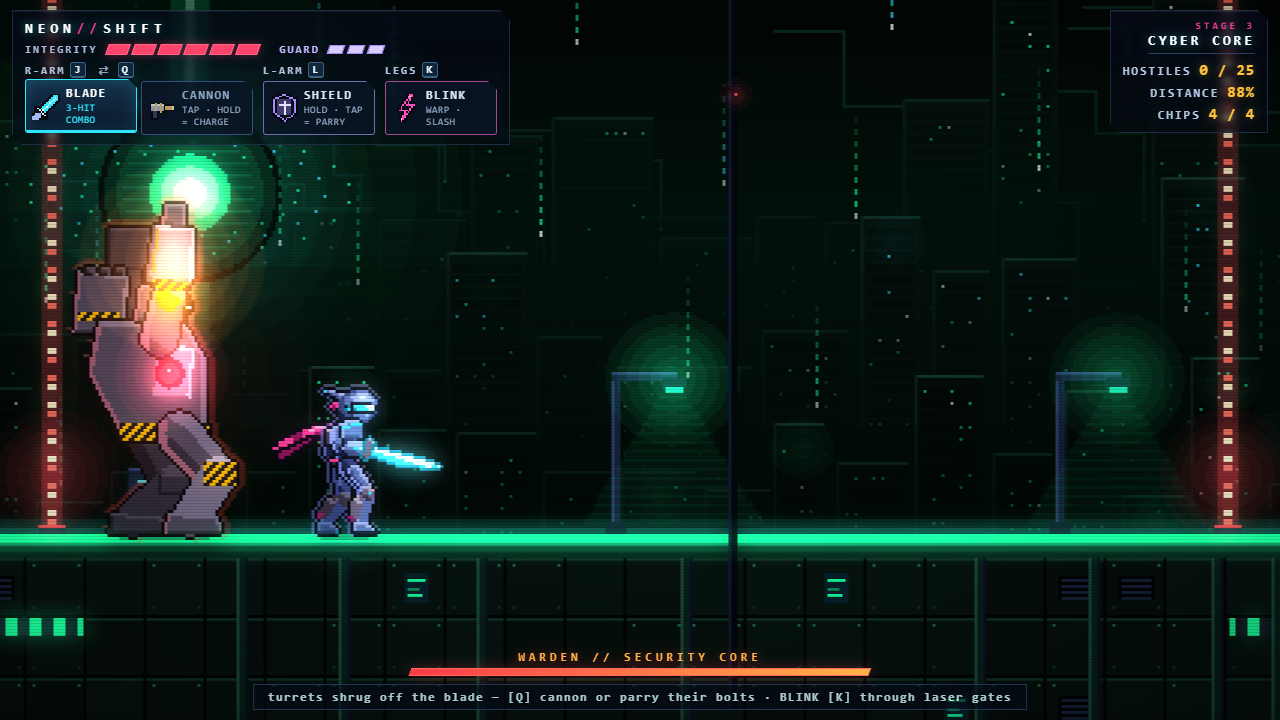 NEON//SHIFT
INTEGRITY GUARD
R-ARM J ⇄ Q L-ARM L LEGS K
BLADE
3-HIT
COMBO
CANNON
TAP · HOLD
= CHARGE
SHIELD
HOLD · TAP
= PARRY
BLINK
WARP ·
SLASH
STAGE 3
CYBER CORE
HOSTILES 0 / 25
DISTANCE 88%
CHIPS 4 / 4
WARDEN // SECURITY CORE
turrets shrug off the blade — [Q] cannon or parry their bolts · BLINK [K] through laser gates